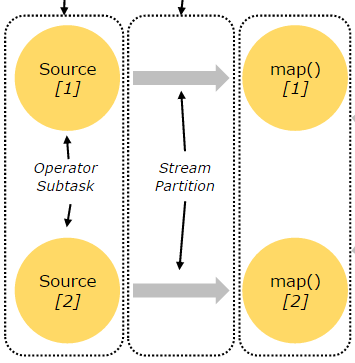 Source
[1]
map()
[1]
Operator
Subtask
Stream
Partition
Source
[2]
map()
[2]